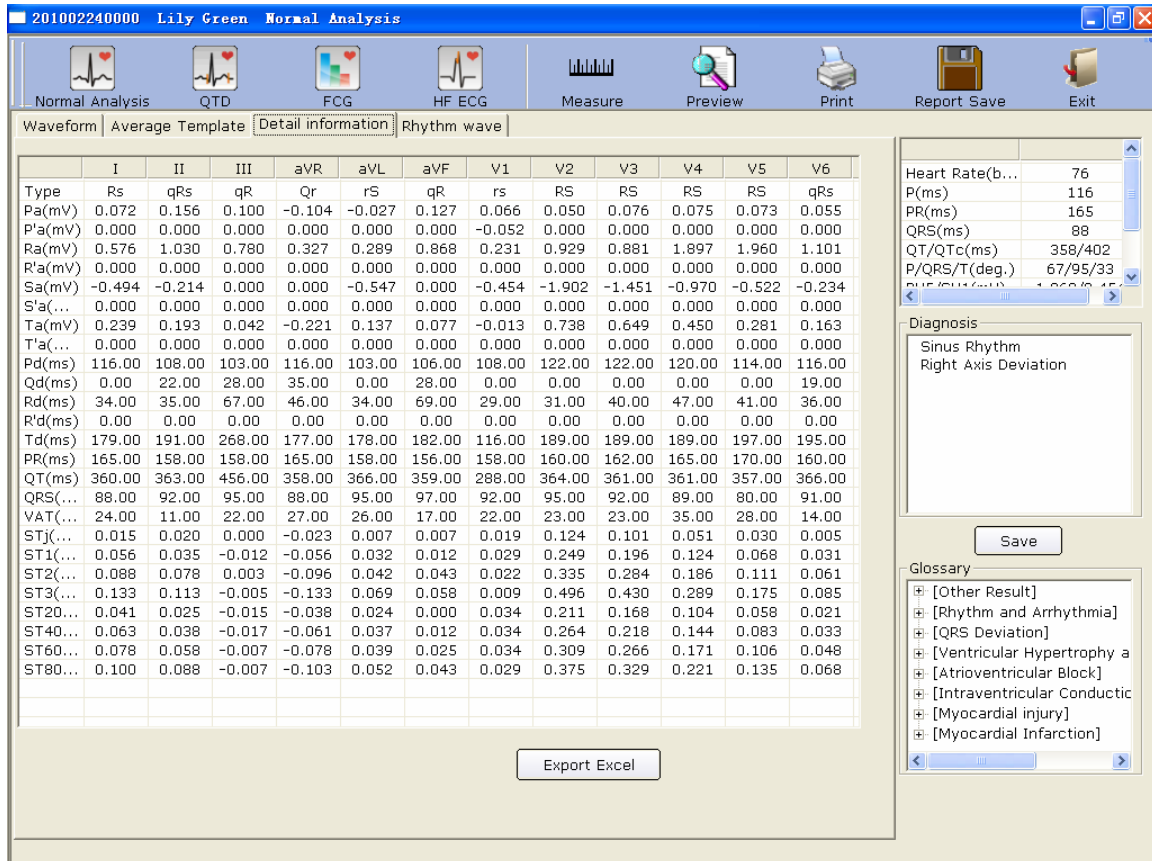 201002240000 Lily Green Normal Analysis
Normal Analysis QTD FCG HF ECG Measure Preview Print Report Save Exit
Waveform Average Template Detail information Rhythm wave
I II III aVR aVL aVF V1 V2 V3 V4 V5 V6
Type Rs qRs qR Qr rS qR rs RS RS RS RS qRs
Pa(mV) 0.072 0.156 0.100 -0.104 -0.027 0.127 0.066 0.050 0.076 0.075 0.073 0.055
P'a(mV) 0.000 0.000 0.000 0.000 0.000 0.000 -0.052 0.000 0.000 0.000 0.000 0.000
Ra(mV) 0.576 1.030 0.780 0.327 0.289 0.868 0.231 0.929 0.881 1.897 1.960 1.101
R'a(mV) 0.000 0.000 0.000 0.000 0.000 0.000 0.000 0.000 0.000 0.000 0.000 0.000
Sa(mV) -0.494 -0.214 0.000 0.000 -0.547 0.000 -0.454 -1.902 -1.451 -0.970 -0.522 -0.234
S'a(... 0.000 0.000 0.000 0.000 0.000 0.000 0.000 0.000 0.000 0.000 0.000 0.000
Ta(mV) 0.239 0.193 0.042 -0.221 0.137 0.077 -0.013 0.738 0.649 0.450 0.281 0.163
T'a(... 0.000 0.000 0.000 0.000 0.000 0.000 0.000 0.000 0.000 0.000 0.000 0.000
Pd(ms) 116.00 108.00 103.00 116.00 103.00 106.00 108.00 122.00 122.00 120.00 114.00 116.00
Qd(ms) 0.00 22.00 28.00 35.00 0.00 28.00 0.00 0.00 0.00 0.00 0.00 19.00
Rd(ms) 34.00 35.00 67.00 46.00 34.00 69.00 29.00 31.00 40.00 47.00 41.00 36.00
R'd(ms) 0.00 0.00 0.00 0.00 0.00 0.00 0.00 0.00 0.00 0.00 0.00 0.00
Td(ms) 179.00 191.00 268.00 177.00 178.00 182.00 116.00 189.00 189.00 189.00 197.00 195.00
PR(ms) 165.00 158.00 158.00 165.00 158.00 156.00 158.00 160.00 162.00 165.00 170.00 160.00
QT(ms) 360.00 363.00 456.00 358.00 366.00 359.00 288.00 364.00 361.00 361.00 357.00 366.00
QRS(... 88.00 92.00 95.00 88.00 95.00 97.00 92.00 95.00 92.00 89.00 80.00 91.00
VAT(... 24.00 11.00 22.00 27.00 26.00 17.00 22.00 23.00 23.00 35.00 28.00 14.00
STj(... 0.015 0.020 0.000 -0.023 0.007 0.007 0.019 0.124 0.101 0.051 0.030 0.005
ST1(... 0.056 0.035 -0.012 -0.056 0.032 0.012 0.029 0.249 0.196 0.124 0.068 0.031
ST2(... 0.088 0.078 0.003 -0.096 0.042 0.043 0.022 0.335 0.284 0.186 0.111 0.061
ST3(... 0.133 0.113 -0.005 -0.133 0.069 0.058 0.009 0.496 0.430 0.289 0.175 0.085
ST20... 0.041 0.025 -0.015 -0.038 0.024 0.000 0.034 0.211 0.168 0.104 0.058 0.021
ST40... 0.063 0.038 -0.017 -0.061 0.037 0.012 0.034 0.264 0.218 0.144 0.083 0.033
ST60... 0.078 0.058 -0.007 -0.078 0.039 0.025 0.034 0.309 0.266 0.171 0.106 0.048
ST80... 0.100 0.088 -0.007 -0.103 0.052 0.043 0.029 0.375 0.329 0.221 0.135 0.068
Export Excel
Heart Rate(b... 76
P(ms) 116
PR(ms) 165
QRS(ms) 88
QT/QTc(ms) 358/402
P/QRS/T(deg.) 67/95/33
Diagnosis
Sinus Rhythm
Right Axis Deviation
Save
Glossary
[Other Result]
[Rhythm and Arrhythmia]
[QRS Deviation]
[Ventricular Hypertrophy a
[Atrioventricular Block]
[Intraventricular Conductic
[Myocardial injury]
[Myocardial Infarction]